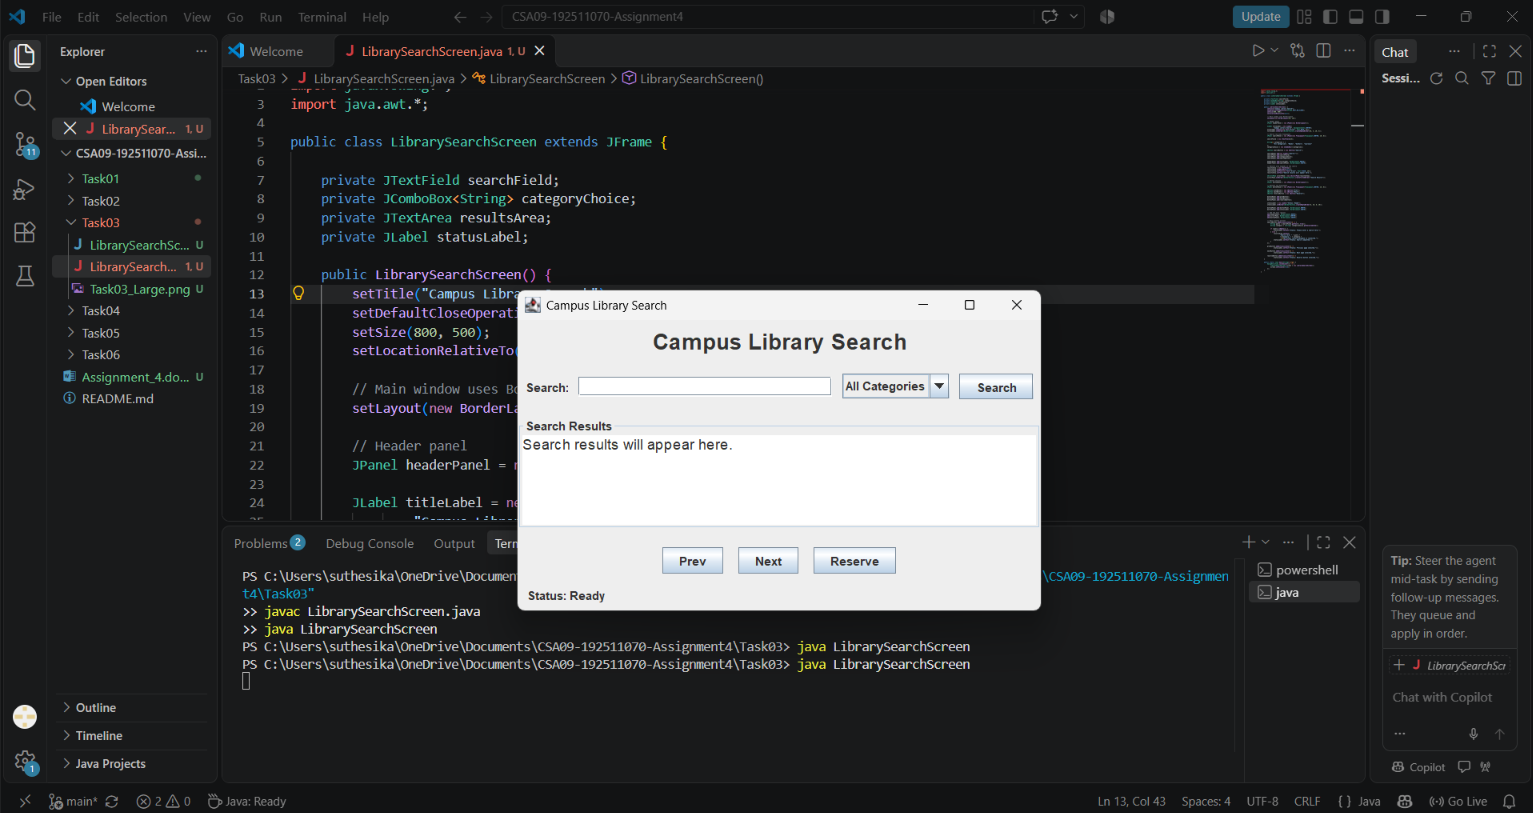 File Edit Selection View Go Run Terminal Help
CSA09-192511070-Assignment4
Update
Explorer
Open Editors
Welcome
LibrarySear... 1, U
CSA09-192511070-Assi...
Task01
Task02
Task03
LibrarySearchSc... U
LibrarySearch... 1, U
Task03_Large.png U
Task04
Task05
Task06
Assignment_4.do... U
README.md
Outline
Timeline
Java Projects
11
1
Welcome
LibrarySearchScreen.java 1, U
Task03 > LibrarySearchScreen.java > LibrarySearchScreen > LibrarySearchScreen()
3 import java.awt.*;
4
5 public class LibrarySearchScreen extends JFrame {
6
7 private JTextField searchField;
8 private JComboBox<String> categoryChoice;
9 private JTextArea resultsArea;
10 private JLabel statusLabel;
11
12 public LibrarySearchScreen() {
13 setTitle("Campus Libra
14 setDefaultCloseOperati
15 setSize(800, 500);
16 setLocationRelativeTo(
17
18 // Main window uses Bo
19 setLayout(new BorderLa
20
21 // Header panel
22 JPanel headerPanel = n
23
24 JLabel titleLabel = ne
Campus Library Search
Campus Library Search
Search: All Categories Search
Search Results
Search results will appear here.
Prev Next Reserve
Status: Ready
Problems 2 Debug Console Output Term
PS C:\Users\suthesika\OneDrive\Documents \CSA09-192511070-Assignmen
t4\Task03"
>> javac LibrarySearchScreen.java
>> java LibrarySearchScreen
PS C:\Users\suthesika\OneDrive\Documents\CSA09-192511070-Assignment4\Task03> java LibrarySearchScreen
PS C:\Users\suthesika\OneDrive\Documents\CSA09-192511070-Assignment4\Task03> java LibrarySearchScreen
powershell
java
Chat
Sessi...
Tip: Steer the agent
mid-task by sending
follow-up messages.
They queue and
apply in order.
LibrarySearchScr
Chat with Copilot
Copilot
main* 2 0 Java: Ready
Ln 13, Col 43 Spaces: 4 UTF-8 CRLF {} Java Go Live